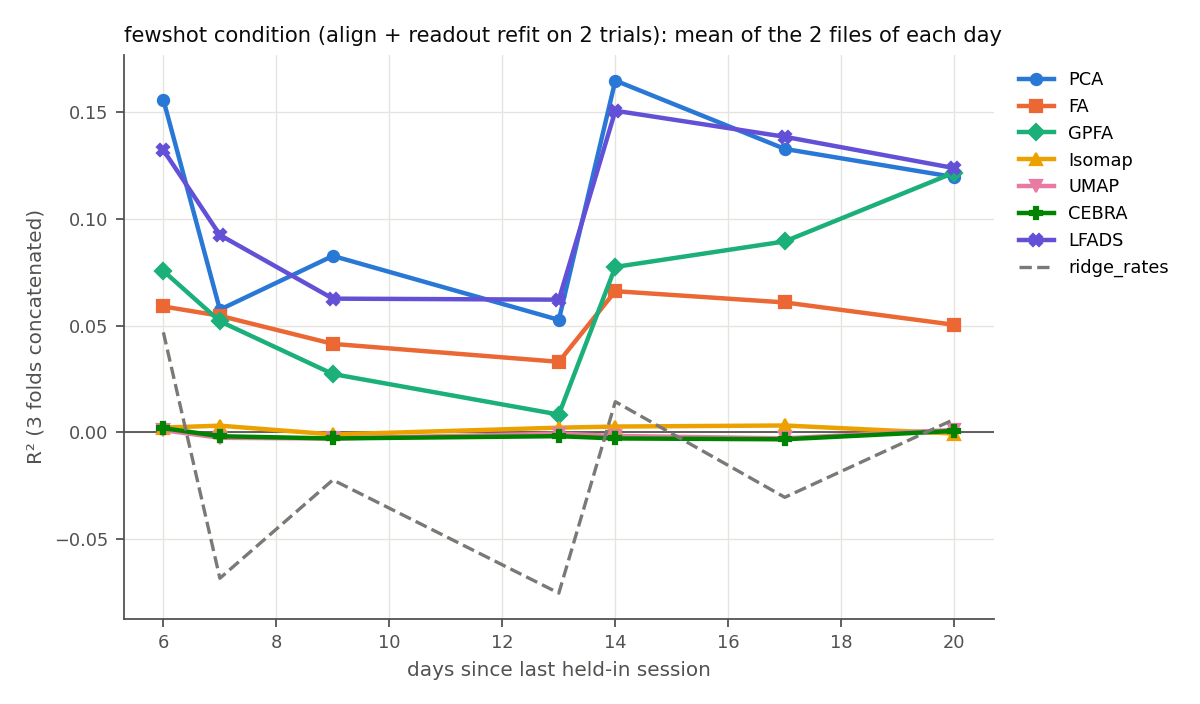 fewshot condition (align + readout refit on 2 trials): mean of the 2 files of each day
PCA
FA
GPFA
Isomap
UMAP
CEBRA
LFADS
ridge_rates
R² (3 folds concatenated)
0.15
0.10
0.05
0.00
−0.05
6
8
10
12
14
16
18
20
days since last held-in session